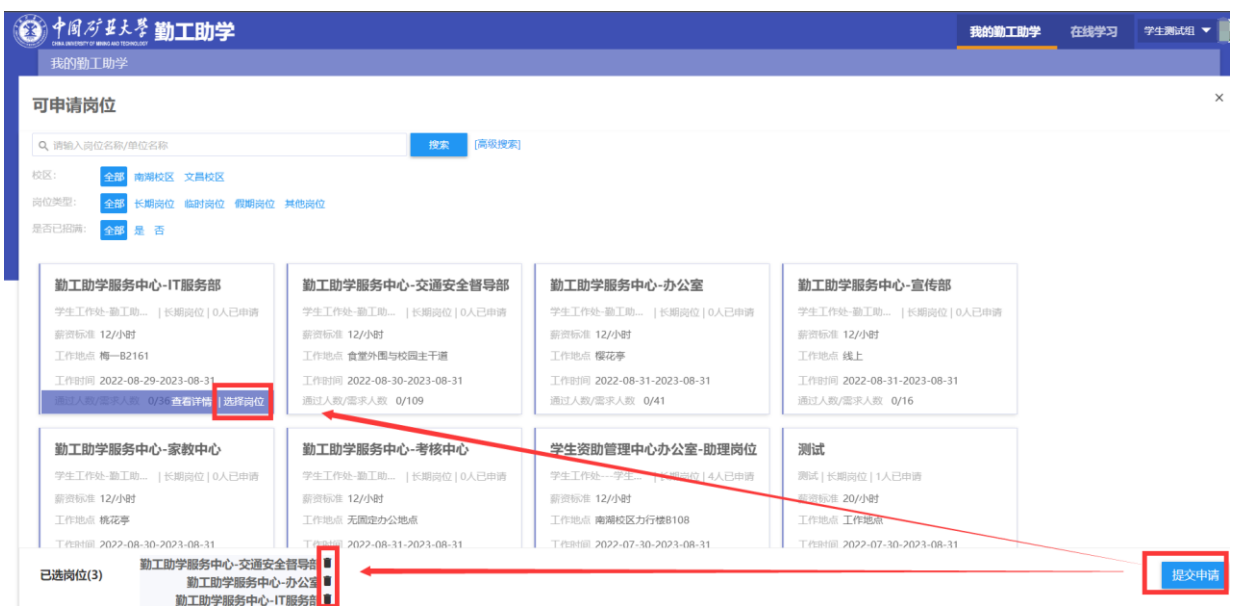 中国矿业大学 勤工助学
CHINA UNIVERSITY OF MINING AND TECHNOLOGY
我的勤工助学 在线学习 学生测试组
我的勤工助学
可申请岗位 ×
请输入岗位名称/单位名称 搜索 [高级搜索]
校区: 全部 南湖校区 文昌校区
岗位类型: 全部 长期岗位 临时岗位 假期岗位 其他岗位
是否已招满: 全部 是 否
勤工助学服务中心-IT服务部 勤工助学服务中心-交通安全督导部 勤工助学服务中心-办公室 勤工助学服务中心-宣传部
学生工作处-勤工助... | 长期岗位 | 0人已申请 学生工作处-勤工助... | 长期岗位 | 0人已申请 学生工作处-勤工助... | 长期岗位 | 0人已申请 学生工作处-勤工助... | 长期岗位 | 0人已申请
薪资标准 12/小时 薪资标准 12/小时 薪资标准 12/小时 薪资标准 12/小时
工作地点 梅一B2161 工作地点 食堂外围与校园主干道 工作地点 樱花亭 工作地点 线上
工作时间 2022-08-29-2023-08-31 工作时间 2022-08-30-2023-08-31 工作时间 2022-08-31-2023-08-31 工作时间 2022-08-31-2023-08-31
通过人数/需求人数 0/36 查看详情 | 选择岗位 通过人数/需求人数 0/109 通过人数/需求人数 0/41 通过人数/需求人数 0/16
勤工助学服务中心-家教中心 勤工助学服务中心-考核中心 学生资助管理中心办公室-助理岗位 测试
学生工作处-勤工助... | 长期岗位 | 0人已申请 学生工作处-勤工助... | 长期岗位 | 0人已申请 学生工作处---学生... | 长期岗位 | 4人已申请 测试 | 长期岗位 | 1人已申请
薪资标准 12/小时 薪资标准 12/小时 薪资标准 12/小时 薪资标准 20/小时
工作地点 桃花亭 工作地点 无固定办公地点 工作地点 南湖校区力行楼B108 工作地点 工作地点
工作时间 2022-08-30-2023-08-31 工作时间 2022-08-31-2023-08-31 工作时间 2022-07-30-2023-08-31 工作时间 2022-07-30-2023-08-31
已选岗位(3) 勤工助学服务中心-交通安全督导部 提交申请
勤工助学服务中心-办公室
勤工助学服务中心-IT服务部